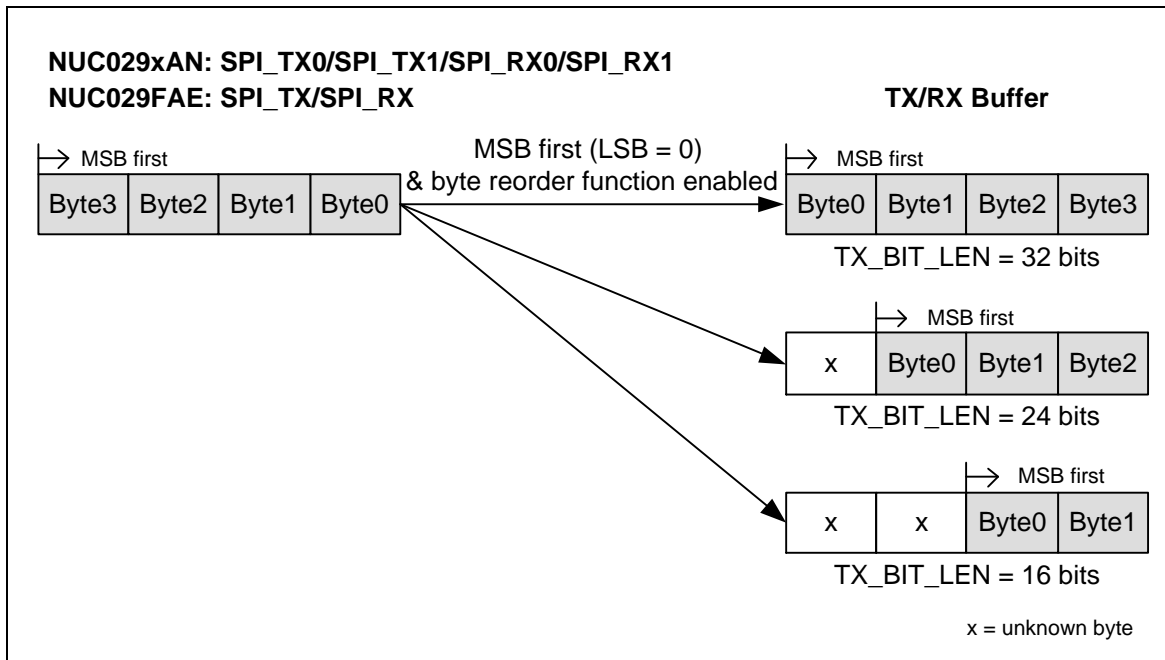 NUC029xAN: SPI_TX0/SPI_TX1/SPI_RX0/SPI_RX1
NUC029FAE: SPI_TX/SPI_RX
TX/RX Buffer
MSB first
Byte3 Byte2 Byte1 Byte0
MSB first (LSB = 0)
& byte reorder function enabled
MSB first
Byte0 Byte1 Byte2 Byte3
TX_BIT_LEN = 32 bits
MSB first
x Byte0 Byte1 Byte2
TX_BIT_LEN = 24 bits
MSB first
x x Byte0 Byte1
TX_BIT_LEN = 16 bits
x = unknown byte